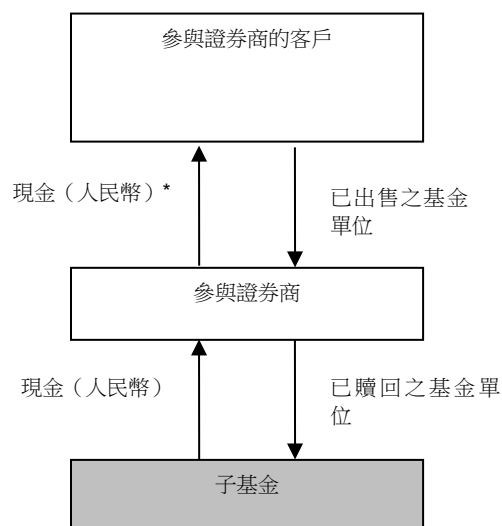 參與證券商的客戶
現金（人民幣）*
已出售之基金
單位
參與證券商
現金（人民幣）
已贖回之基金單
位
子基金